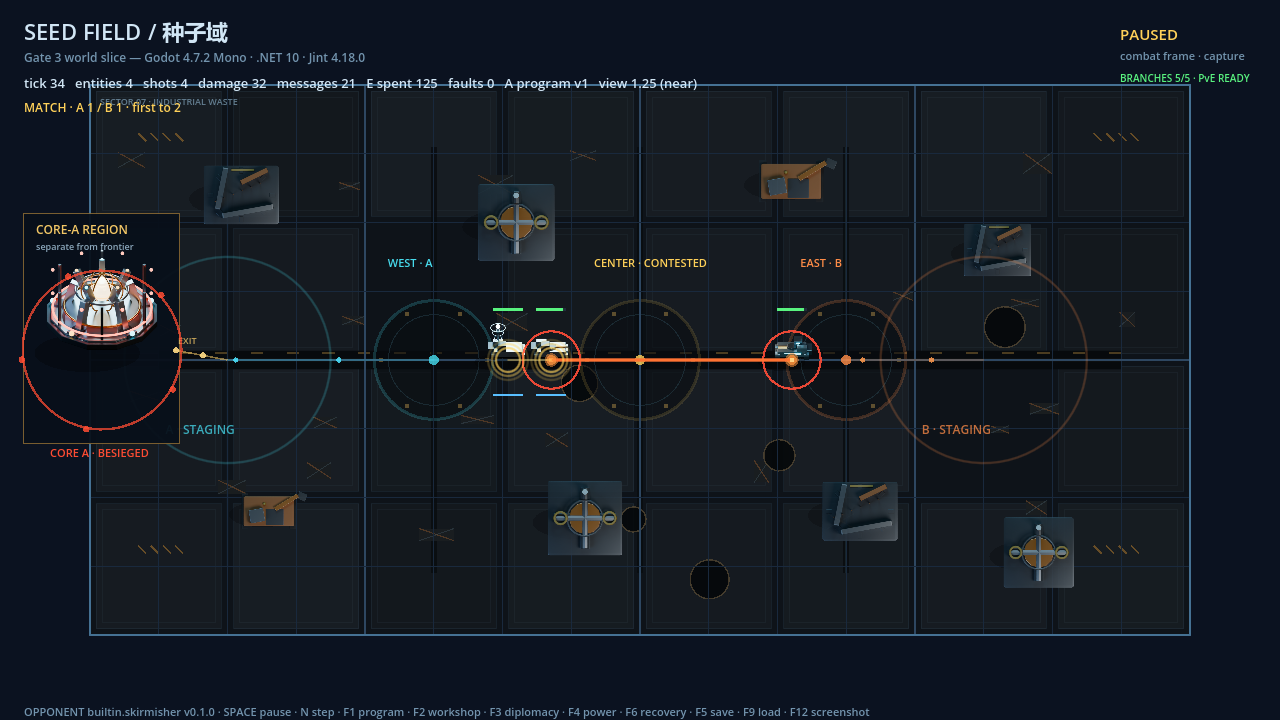 SEED FIELD / 种子域
PAUSED
Gate 3 world slice — Godot 4.7.2 Mono · .NET 10 · Jint 4.18.0
combat frame · capture
tick 34 entities 4 shots 4 damage 32 messages 21 E spent 125 faults 0 A program v1 view 1.25 (near)
BRANCHES 5/5 · PvE READY
SECTOR 07 · INDUSTRIAL WASTE
MATCH · A 1 / B 1 · first to 2
CORE-A REGION
separate from frontier
WEST · A
CENTER · CONTESTED
EAST · B
EXIT
STAGING
B · STAGING
CORE A · BESIEGED
OPPONENT builtin.skirmisher v0.1.0 · SPACE pause · N step · F1 program · F2 workshop · F3 diplomacy · F4 power · F6 recovery · F5 save · F9 load · F12 screenshot